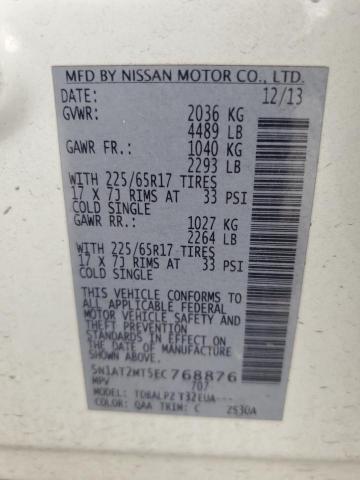 MFD BY NISSAN MOTOR CO., LTD.
DATE: 12/13
GVWR: 2036 KG
4489 LB
GAWR FR.: 1040 KG
2293 LB
WITH 225/65R17 TIRES
17 X 7J RIMS AT 33 PSI
COLD SINGLE
GAWR RR.: 1027 KG
2264 LB
WITH 225/65R17 TIRES
17 X 7J RIMS AT 33 PSI
COLD SINGLE
THIS VEHICLE CONFORMS TO
ALL APPLICABLE FEDERAL
MOTOR VEHICLE SAFETY AND
THEFT PREVENTION
STANDARDS IN EFFECT ON
THE DATE OF MANUFACTURE
SHOWN ABOVE.
5N1AT2MT5EC768876
MPV 707
MODEL: TDBALPZ T32EUA---
COLOR: QAA TRIM: C 2530A